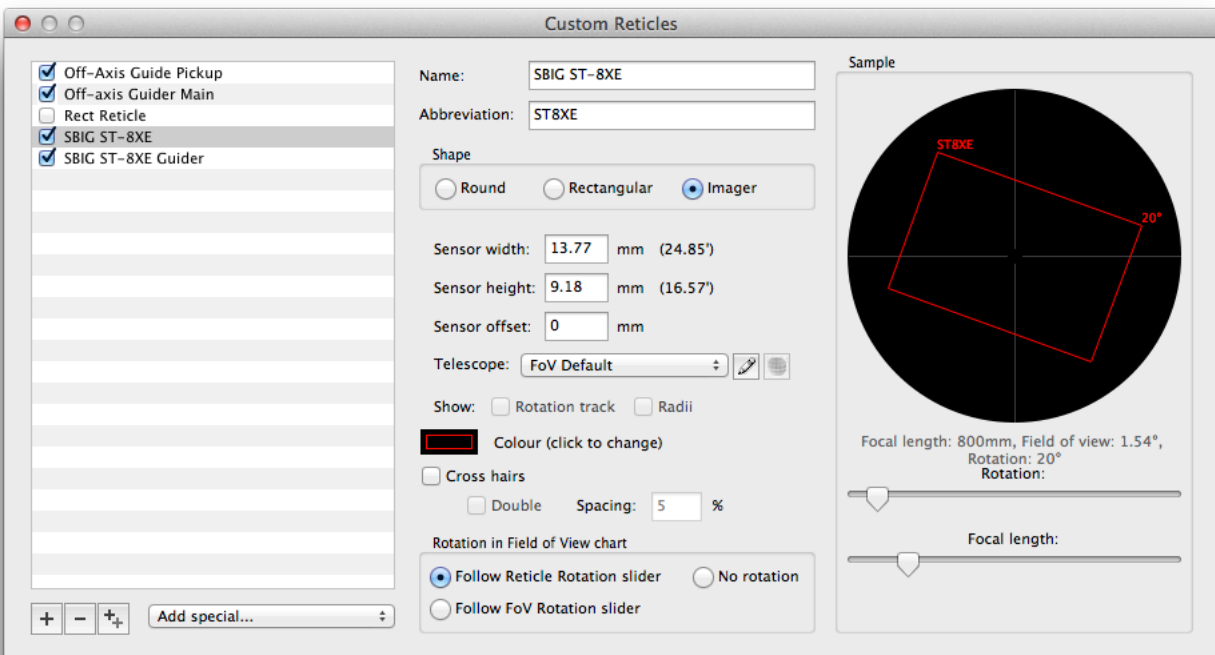 Custom Reticles
Off-Axis Guide Pickup
Off-axis Guider Main
Rect Reticle
SBIG ST-8XE
SBIG ST-8XE Guider
Add special...
Name: SBIG ST-8XE
Abbreviation: ST8XE
Shape
Round Rectangular Imager
Sensor width: 13.77 mm (24.85')
Sensor height: 9.18 mm (16.57')
Sensor offset: 0 mm
Telescope: FoV Default
Show: Rotation track Radii
Colour (click to change)
Cross hairs
Double Spacing: 5 %
Rotation in Field of View chart
Follow Reticle Rotation slider No rotation
Follow FoV Rotation slider
Sample
ST8XE
20°
Focal length: 800mm, Field of view: 1.54°,
Rotation: 20°
Rotation:
Focal length: